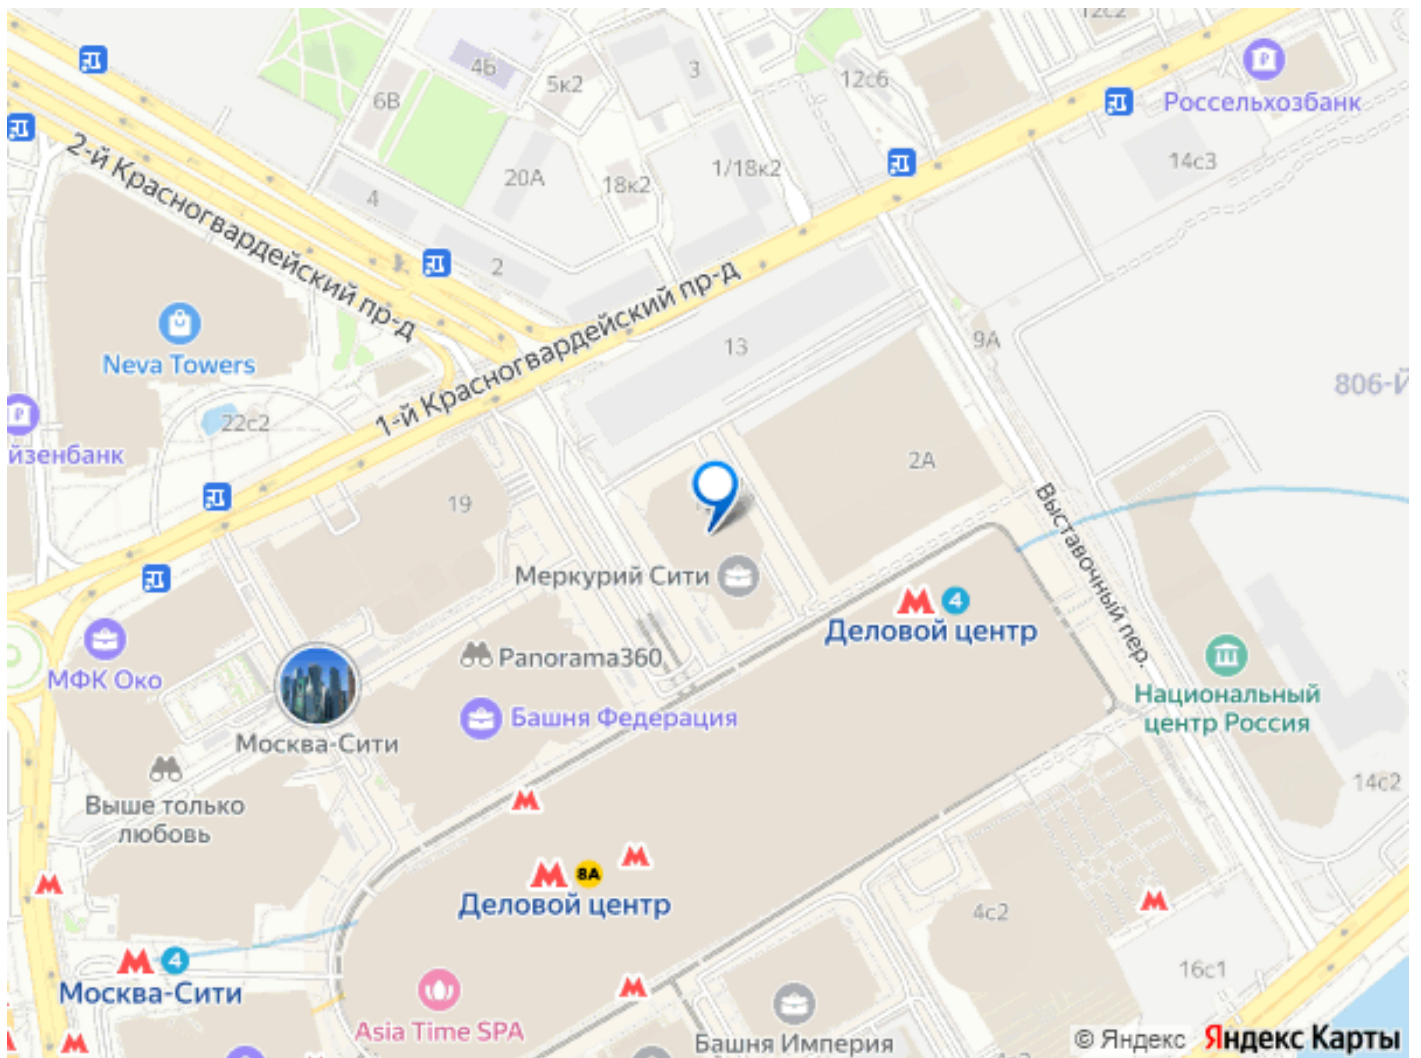 12с2
4Б
3
5к2
12с6
6В
Россельхозбанк
2-й Красногвардейский пр-д
20А
18к2
1/18к2
14с3
4
2
1-й Красногвардейский пр-д
13
9А
Neva Towers
806-Й
22с2
йзенбанк
2А
19
Выставочный пер.
Меркурий Сити
4
Деловой центр
Panorama360
МФК Око
Национальный
центр Россия
Башня Федерация
Москва-Сити
14с2
Выше только
любовь
8А
Деловой центр
4с2
4
Москва-Сити
16с1
Asia Time SPA
Башня Империя
© Яндекс Яндекс Карты